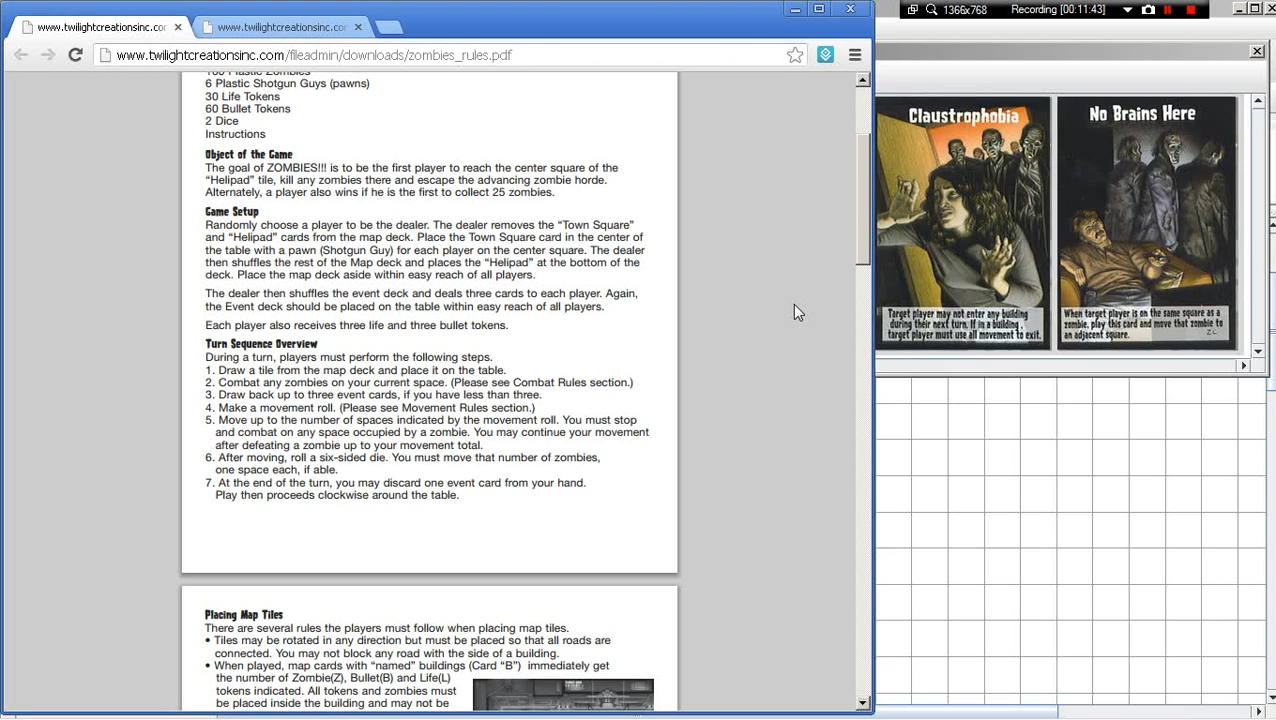 www.twilightcreationsinc.com
www.twilightcreationsinc.com
1366x768
Recording [00:11:43]
www.twilightcreationsinc.com/fileadmin/downloads/zombies_rules.pdf
100 Plastic Zombies
6 Plastic Shotgun Guys (pawns)
30 Life Tokens
60 Bullet Tokens
2 Dice
Instructions
Object of the Game
The goal of ZOMBIES!!! is to be the first player to reach the center square of the
“Helipad” tile, kill any zombies there and escape the advancing zombie horde.
Alternately, a player also wins if he is the first to collect 25 zombies.
Game Setup
Randomly choose a player to be the dealer. The dealer removes the “Town Square”
and “Helipad” cards from the map deck. Place the Town Square card in the center of
the table with a pawn (Shotgun Guy) for each player on the center square. The dealer
then shuffles the rest of the Map deck and places the “Helipad” at the bottom of the
deck. Place the map deck aside within easy reach of all players.
The dealer then shuffles the event deck and deals three cards to each player. Again,
the Event deck should be placed on the table within easy reach of all players.
Each player also receives three life and three bullet tokens.
Turn Sequence Overview
During a turn, players must perform the following steps.
1. Draw a tile from the map deck and place it on the table.
2. Combat any zombies on your current space. (Please see Combat Rules section.)
3. Draw back up to three event cards, if you have less than three.
4. Make a movement roll. (Please see Movement Rules section.)
5. Move up to the number of spaces indicated by the movement roll. You must stop
and combat on any space occupied by a zombie. You may continue your movement
after defeating a zombie up to your movement total.
6. After moving, roll a six-sided die. You must move that number of zombies,
one space each, if able.
7. At the end of the turn, you may discard one event card from your hand.
Play then proceeds clockwise around the table.
Placing Map Tiles
There are several rules the players must follow when placing map tiles.
• Tiles may be rotated in any direction but must be placed so that all roads are
connected. You may not block any road with the side of a building.
• When played, map cards with “named” buildings (Card “B”) immediately get
the number of Zombie(Z), Bullet(B) and Life(L)
tokens indicated. All tokens and zombies must
be placed inside the building and may not be
Claustrophobia
Target player may not enter any building
during their next turn. If in a building,
target player must use all movement to exit.
No Brains Here
When target player is on the same square as a
zombie, play this card and move that zombie to
an adjacent square.